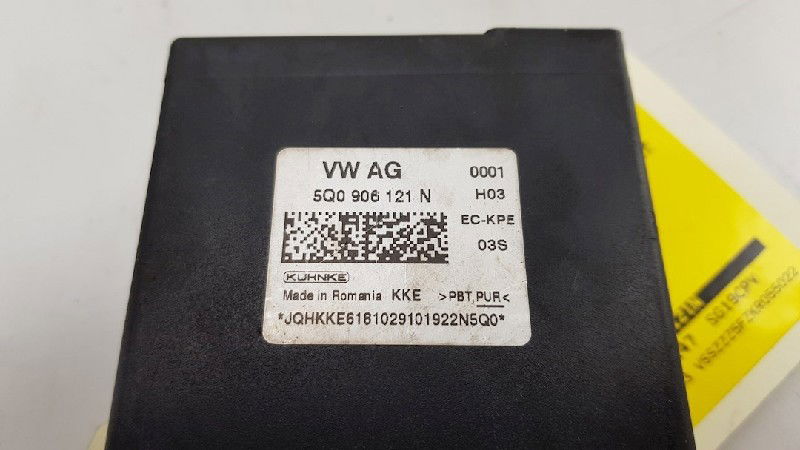 VW AG 0001
5Q0 906 121 N H03
EC-KPE
03S
KUHNKE
Made in Romania KKE >PBT,PUR<
*JQHKKE6161029101922N5Q0*